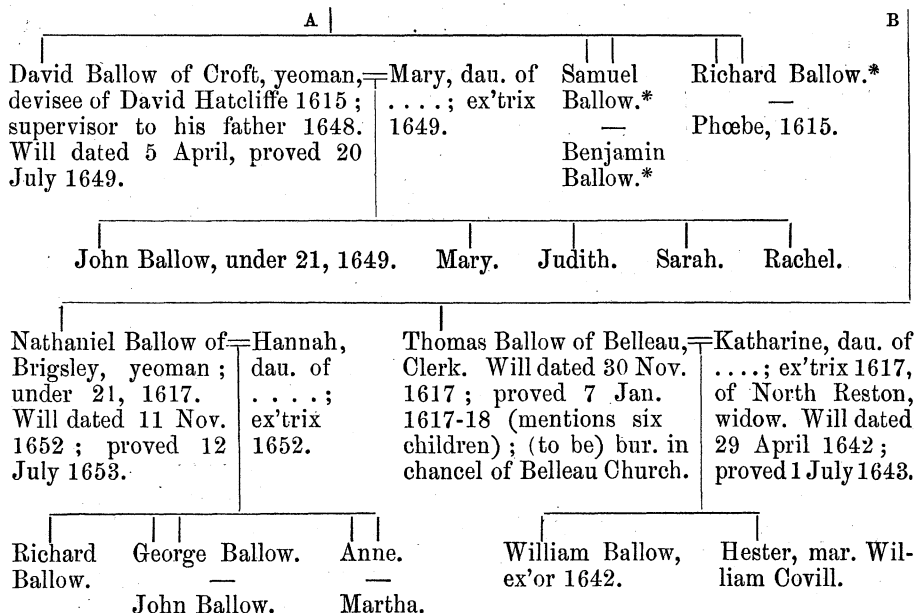 A
B
David Ballow of Croft, yeoman,
devisee of David Hatcliffe 1615 ;
supervisor to his father 1648.
Will dated 5 April, proved 20
July 1649.
Mary, dau. of
. . . . ; ex'trix
1649.
Samuel
Ballow.*
—
Benjamin
Ballow.*
Richard Ballow.*
—
Phœbe, 1615.
John Ballow, under 21, 1649.
Mary.
Judith.
Sarah.
Rachel.
Nathaniel Ballow of
Brigsley, yeoman ;
under 21, 1617.
Will dated 11 Nov.
1652 ; proved 12
July 1653.
Hannah,
dau. of
. . . . ;
ex'trix
1652.
Thomas Ballow of Belleau,
Clerk. Will dated 30 Nov.
1617 ; proved 7 Jan.
1617-18 (mentions six
children) ; (to be) bur. in
chancel of Belleau Church.
Katharine, dau. of
. . . . ; ex'trix 1617,
of North Reston,
widow. Will dated
29 April 1642 ;
proved 1 July 1643.
Richard
Ballow.
George Ballow.
—
John Ballow.
Anne.
—
Martha.
William Ballow,
ex'or 1642.
Hester, mar. Wil-
liam Covill.